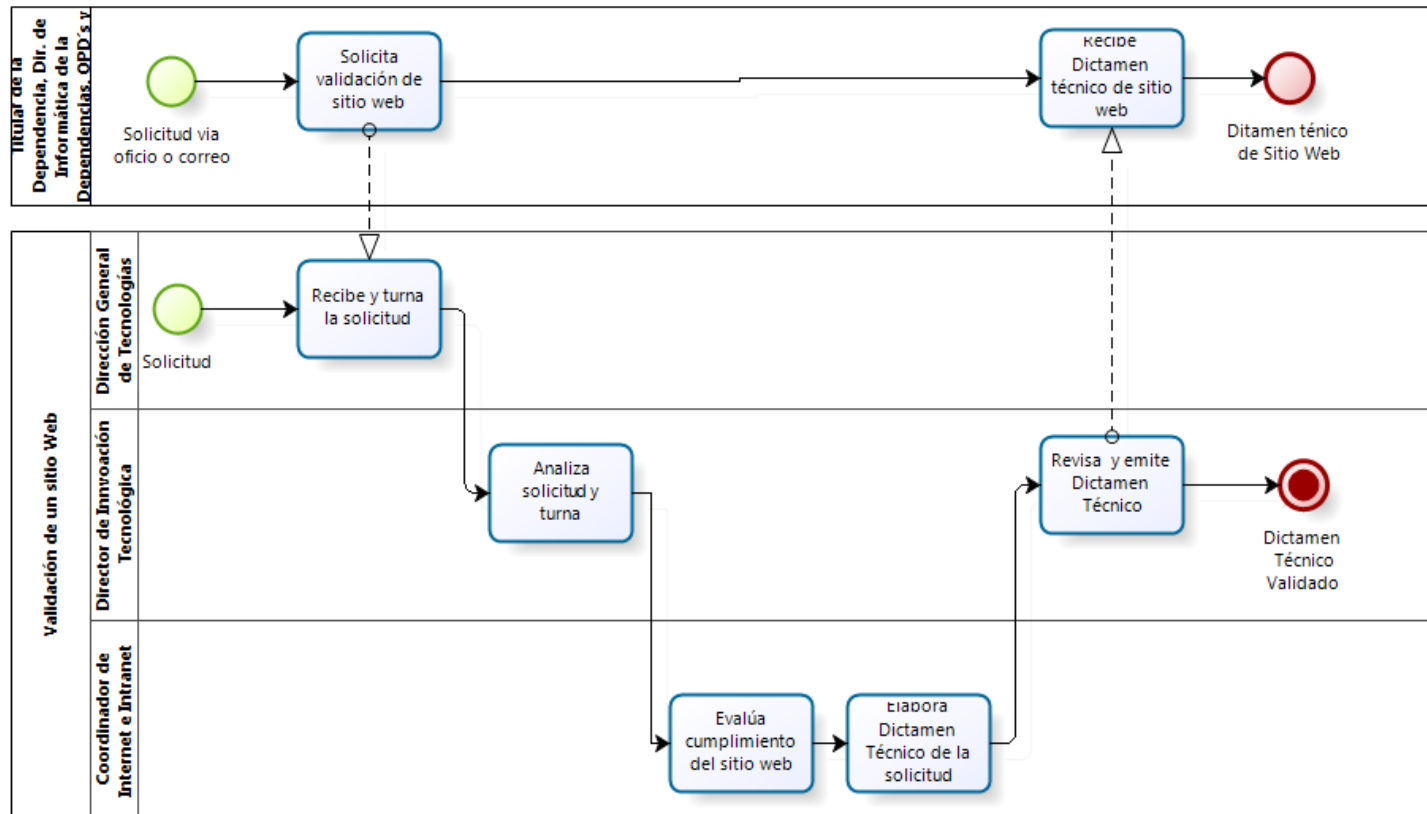 Titular de la
Dependencia, Dir. de
Informática de la
Dependencias, OPD´s y
Solicitud via
oficio o correo
Solicita
validación de
sitio web
Recibe
Dictamen
técnico de sitio
web
Ditamen ténico
de Sitio Web
Validación de un sitio Web
Dirección General
de Tecnologías
Solicitud
Recibe y turna
la solicitud
Director de Innvoación
Tecnológica
Analiza
solicitud y
turna
Revisa y emite
Dictamen
Técnico
Dictamen
Técnico
Validado
Coordinador de
Internet e Intranet
Evalúa
cumplimiento
del sitio web
Elabora
Dictamen
Técnico de la
solicitud